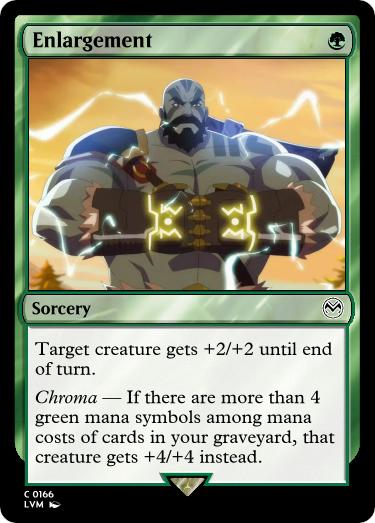 Enlargement
Sorcery
Target creature gets +2/+2 until end
of turn.
Chroma — If there are more than 4
green mana symbols among mana
costs of cards in your graveyard, that
creature gets +4/+4 instead.
C 0166
LVM